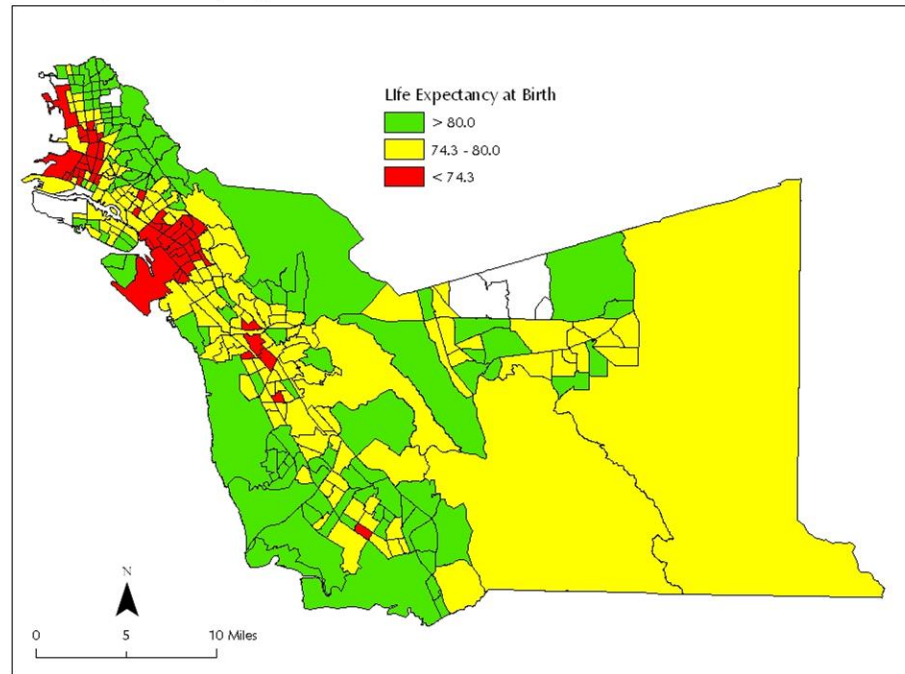 LIfe Expectancy at Birth
> 80.0
74.3 - 80.0
< 74.3
N
0 5 10 Miles